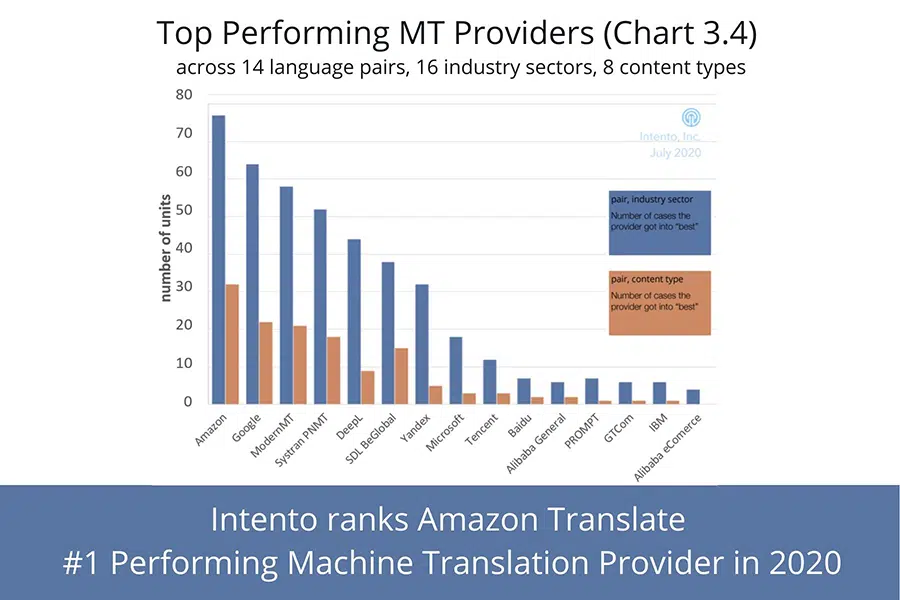 Top Performing MT Providers (Chart 3.4)
across 14 language pairs, 16 industry sectors, 8 content types
80
70
60
50
40
30
20
10
0
number of units
Intento, Inc.
July 2020
pair, industry sector
Number of cases the
provider got into "best"
pair, content type
Number of cases the
provider got into "best"
Amazon
Google
ModernMT
Systran PNMT
DeepL
SDL BeGlobal
Yandex
Microsoft
Tencent
Baidu
Alibaba General
PROMPT
GTCom
IBM
Alibaba eComerce
Intento ranks Amazon Translate
#1 Performing Machine Translation Provider in 2020